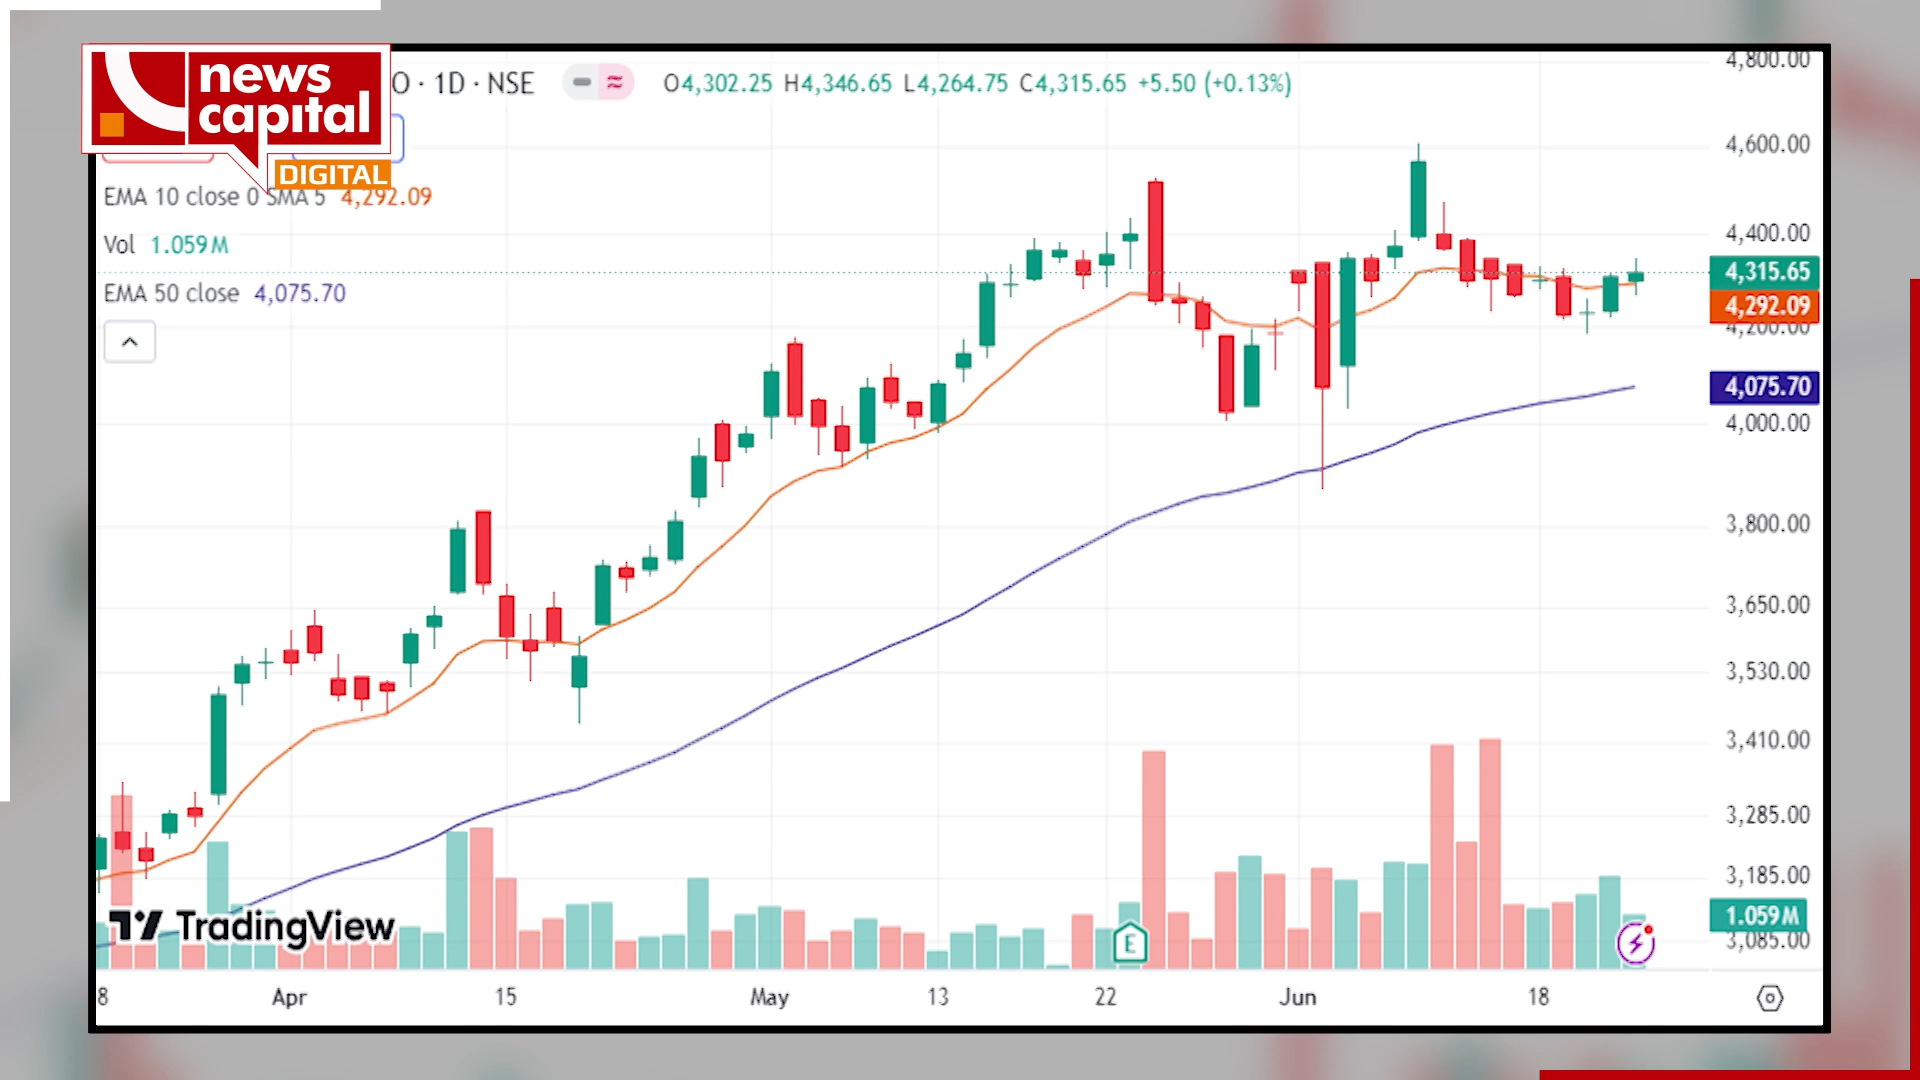 news
capital
DIGITAL
O · 1D · NSE
O4,302.25 H4,346.65 L4,264.75 C4,315.65 +5.50 (+0.13%)
EMA 10 close 0 SMA 5 4,292.09
Vol 1.059M
EMA 50 close 4,075.70
4,800.00
4,600.00
4,400.00
4,315.65
4,292.09
4,200.00
4,075.70
4,000.00
3,800.00
3,650.00
3,530.00
3,410.00
3,285.00
3,185.00
1.059M
3,085.00
TradingView
E
8 Apr 15 May 13 22 Jun 18